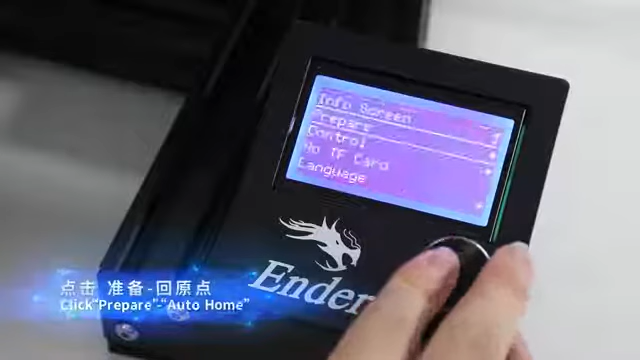 Info Screen
Prepare
Control
No TF Card
Language
Ender
点击 准备-回原点
Click"Prepare"-"Auto Home"